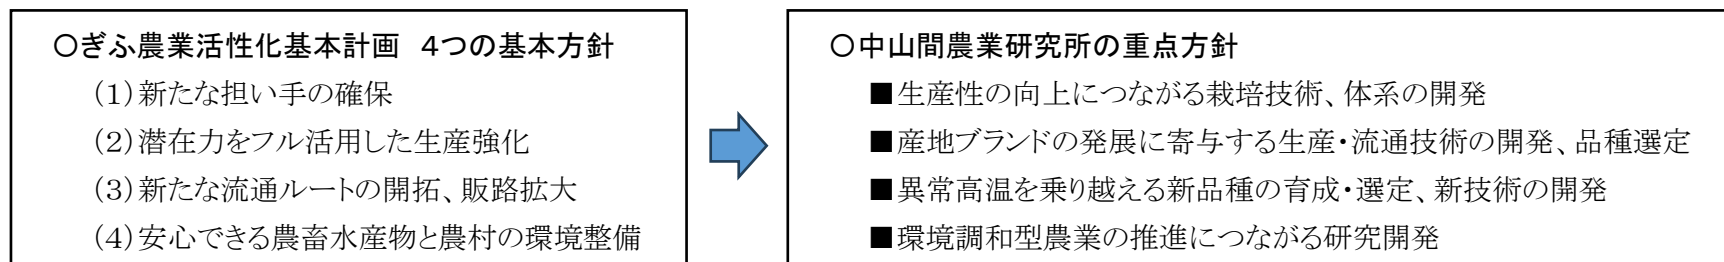 ○ぎふ農業活性化基本計画　4つの基本方針
(1)新たな担い手の確保
(2)潜在力をフル活用した生産強化
(3)新たな流通ルートの開拓、販路拡大
(4)安心できる農畜水産物と農村の環境整備
○中山間農業研究所の重点方針
■生産性の向上につながる栽培技術、体系の開発
■産地ブランドの発展に寄与する生産・流通技術の開発、品種選定
■異常高温を乗り越える新品種の育成・選定、新技術の開発
■環境調和型農業の推進につながる研究開発